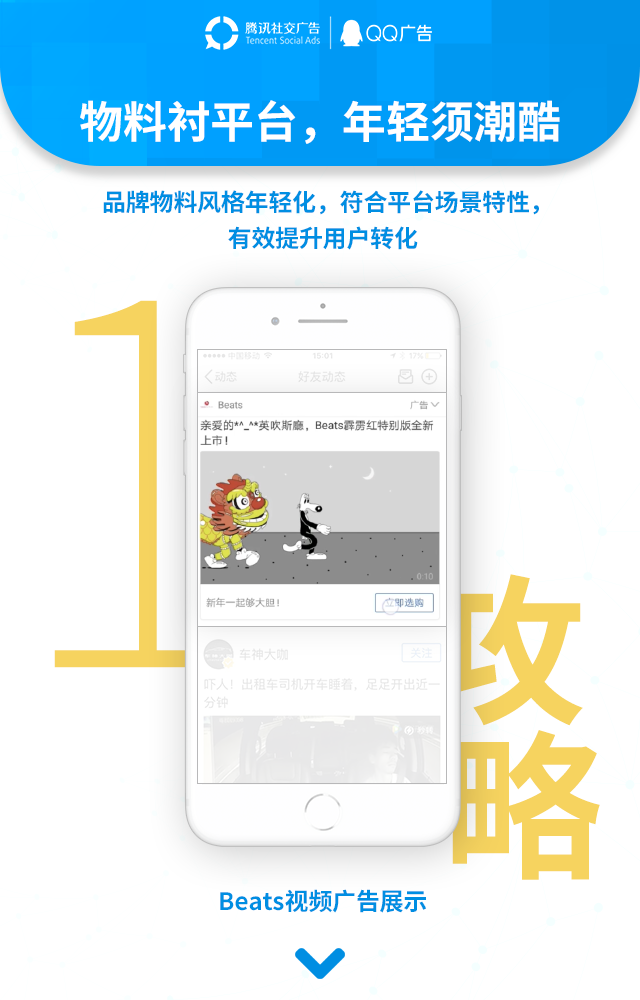 腾讯社交广告
Tencent Social Ads
QQ广告
物料衬平台，年轻须潮酷
品牌物料风格年轻化，符合平台场景特性，
有效提升用户转化
1
中国移动 15:01 17%
动态 好友动态
Beats 广告
亲爱的*^_^*英吹斯廳，Beats霹雳红特别版全新
上市！
0:10
新年一起够大胆！ 立即选购
车神大咖 关注
吓人！出租车司机开车睡着，足足开出近一
分钟
攻
略
Beats视频广告展示